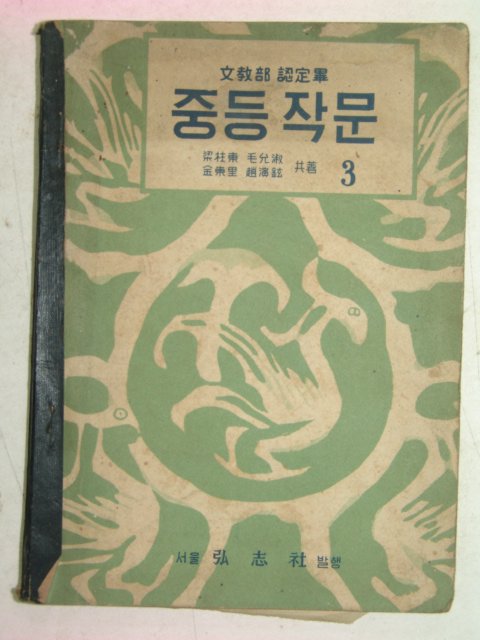 文敎部 認定畢
중등 작문
梁柱東 毛允淑
金東里 趙演鉉 共著 3
서울 弘志社 발행